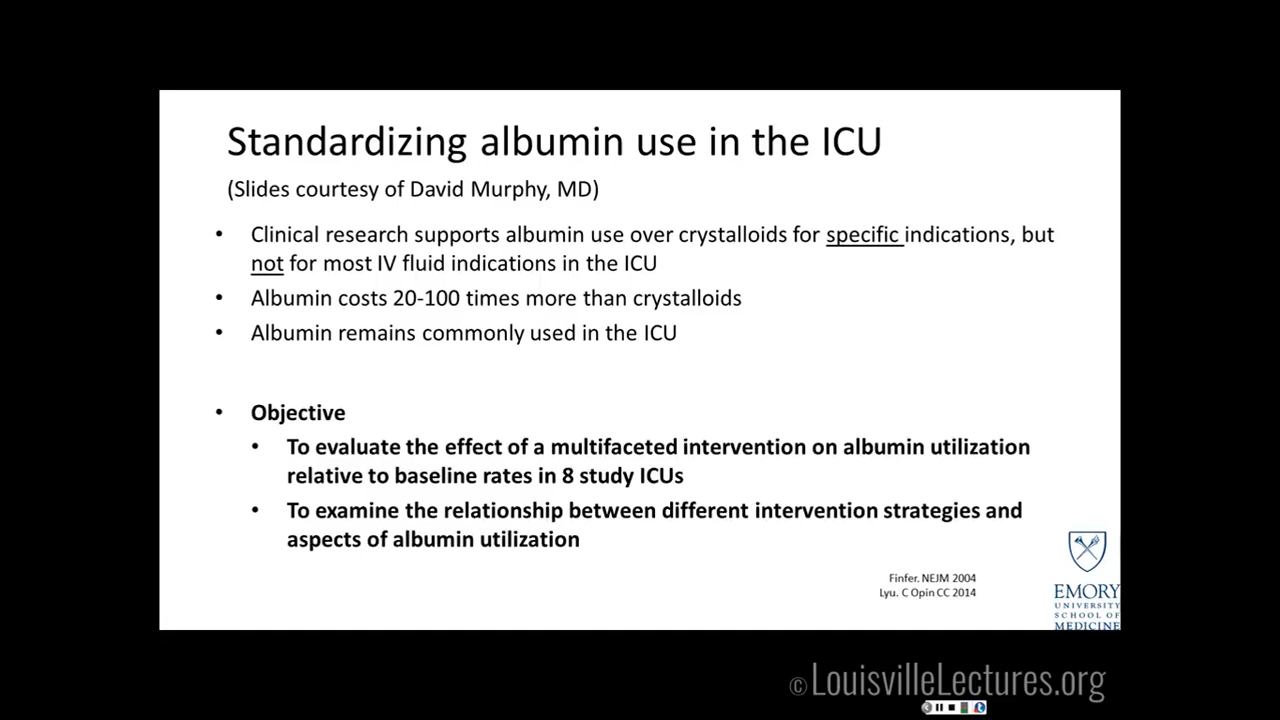 Standardizing albumin use in the ICU
(Slides courtesy of David Murphy, MD)
• Clinical research supports albumin use over crystalloids for specific indications, but
not for most IV fluid indications in the ICU
• Albumin costs 20-100 times more than crystalloids
• Albumin remains commonly used in the ICU
• Objective
• To evaluate the effect of a multifaceted intervention on albumin utilization
relative to baseline rates in 8 study ICUs
• To examine the relationship between different intervention strategies and
aspects of albumin utilization
Finfer. NEJM 2004
Lyu. C Opin CC 2014
EMORY
UNIVERSITY
SCHOOL OF
MEDICINE
© LouisvilleLectures.org